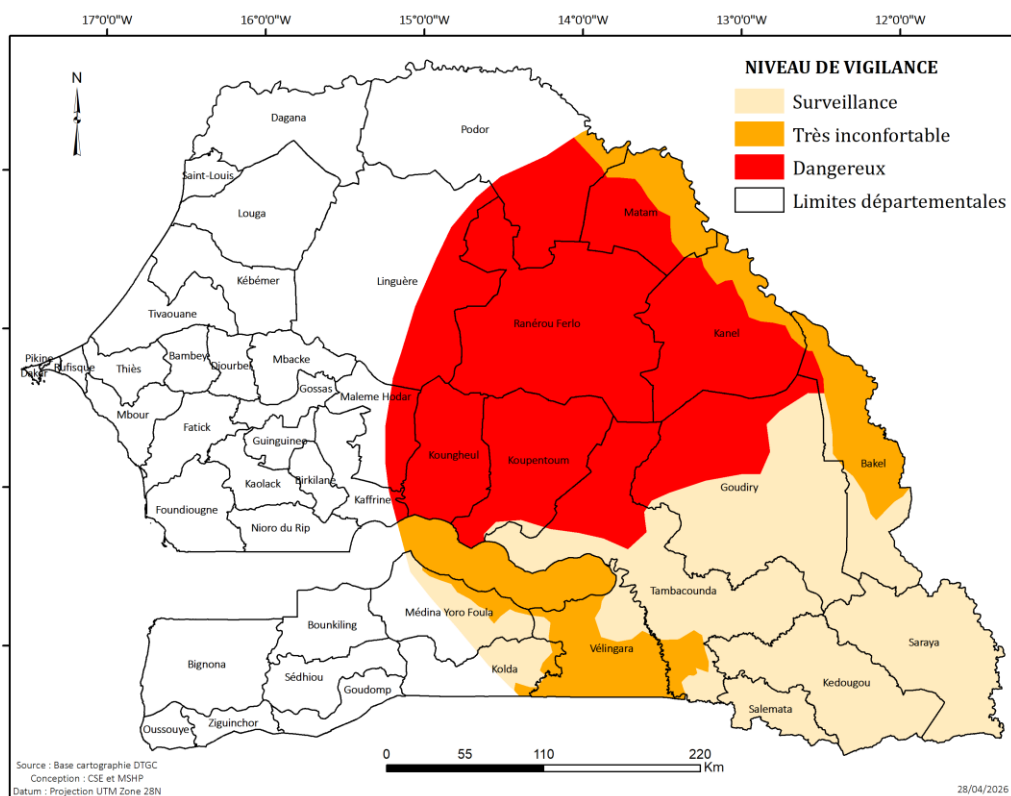 17°0'0"W 16°0'0"W 15°0'0"W 14°0'0"W 13°0'0"W 12°0'0"W
N
NIVEAU DE VIGILANCE
Surveillance
Très inconfortable
Dangereux
Limites départementales
Dagana
Podor
Saint-Louis
Louga
Matam
Linguère
Kébémer
Tivaouane
Ranérou Ferlo
Kanel
Pikine
Dakar
Rufisque
Thiès
Bambey
Diourbel
Mbacke
Gossas
Maleme Hodar
Mbour
Fatick
Guinguineo
Koungheul
Koupentoum
Bakel
Kaolack
Birkilane
Goudiry
Kaffrine
Foundiougne
Nioro du Rip
Tambacounda
Médina Yoro Foula
Bounkiling
Saraya
Vélingara
Bignona
Kolda
Sédhiou
Goudomp
Kedougou
Salemata
Oussouye
Ziguinchor
0 55 110 220
Km
Source : Base cartographie DTGC
Conception : CSE et MSHP
Datum : Projection UTM Zone 28N
28/04/2026